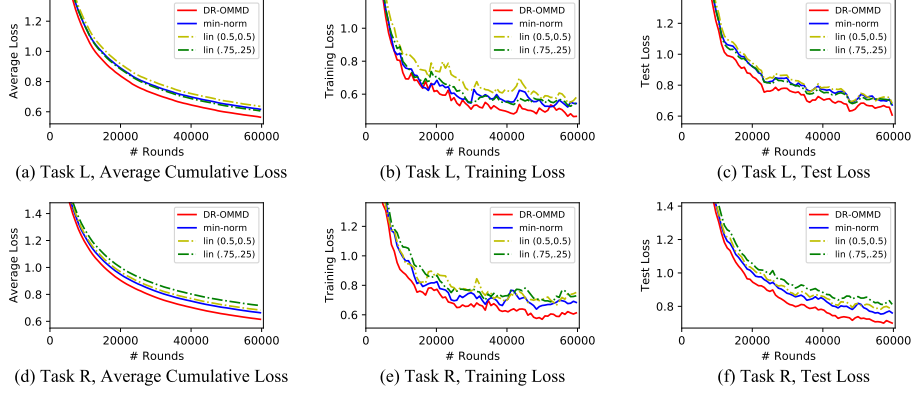 1.2
1.0
0.8
0.6
Average Loss
DR-OMMD
min-norm
lin (0.5,0.5)
lin (.75,.25)
0 20000 40000 60000
# Rounds
(a) Task L, Average Cumulative Loss
1.0
0.8
0.6
Training Loss
DR-OMMD
min-norm
lin (0.5,0.5)
lin (.75,.25)
0 20000 40000 60000
# Rounds
(b) Task L, Training Loss
1.2
1.0
0.8
0.6
Test Loss
DR-OMMD
min-norm
lin (0.5,0.5)
lin (.75,.25)
0 20000 40000 60000
# Rounds
(c) Task L, Test Loss
1.4
1.2
1.0
0.8
0.6
Average Loss
DR-OMMD
min-norm
lin (0.5,0.5)
lin (.75,.25)
0 20000 40000 60000
# Rounds
(d) Task R, Average Cumulative Loss
1.2
1.0
0.8
0.6
Training Loss
DR-OMMD
min-norm
lin (0.5,0.5)
lin (.75,.25)
0 20000 40000 60000
# Rounds
(e) Task R, Training Loss
1.4
1.2
1.0
0.8
Test Loss
DR-OMMD
min-norm
lin (0.5,0.5)
lin (.75,.25)
0 20000 40000 60000
# Rounds
(f) Task R, Test Loss